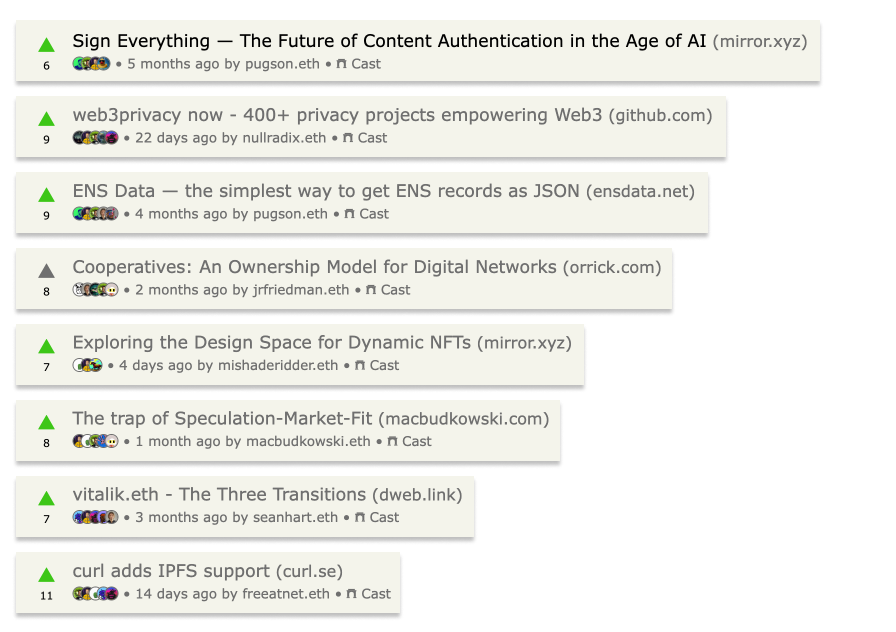 Sign Everything — The Future of Content Authentication in the Age of AI (mirror.xyz)
6 • 5 months ago by pugson.eth • Cast
web3privacy now - 400+ privacy projects empowering Web3 (github.com)
9 • 22 days ago by nullradix.eth • Cast
ENS Data — the simplest way to get ENS records as JSON (ensdata.net)
9 • 4 months ago by pugson.eth • Cast
Cooperatives: An Ownership Model for Digital Networks (orrick.com)
8 • 2 months ago by jrfriedman.eth • Cast
Exploring the Design Space for Dynamic NFTs (mirror.xyz)
7 • 4 days ago by mishaderidder.eth • Cast
The trap of Speculation-Market-Fit (macbudkowski.com)
8 • 1 month ago by macbudkowski.eth • Cast
vitalik.eth - The Three Transitions (dweb.link)
7 • 3 months ago by seanhart.eth • Cast
curl adds IPFS support (curl.se)
11 • 14 days ago by freeatnet.eth • Cast